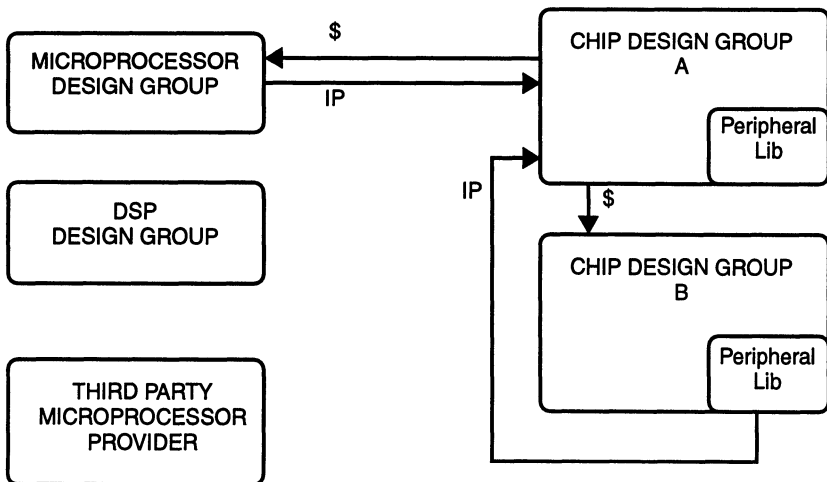 $
MICROPROCESSOR
DESIGN GROUP
IP
CHIP DESIGN GROUP
A
Peripheral
Lib
DSP
DESIGN GROUP
IP
$
CHIP DESIGN GROUP
B
Peripheral
Lib
THIRD PARTY
MICROPROCESSOR
PROVIDER